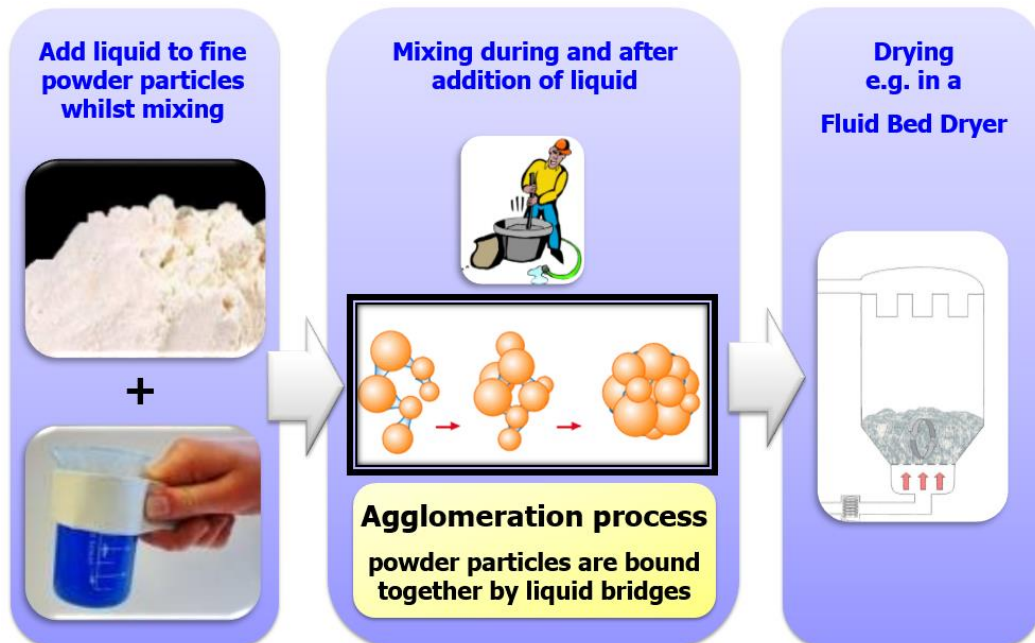 Add liquid to fine
powder particles
whilst mixing
+
Mixing during and after
addition of liquid
Agglomeration process
powder particles are bound
together by liquid bridges
Drying
e.g. in a
Fluid Bed Dryer